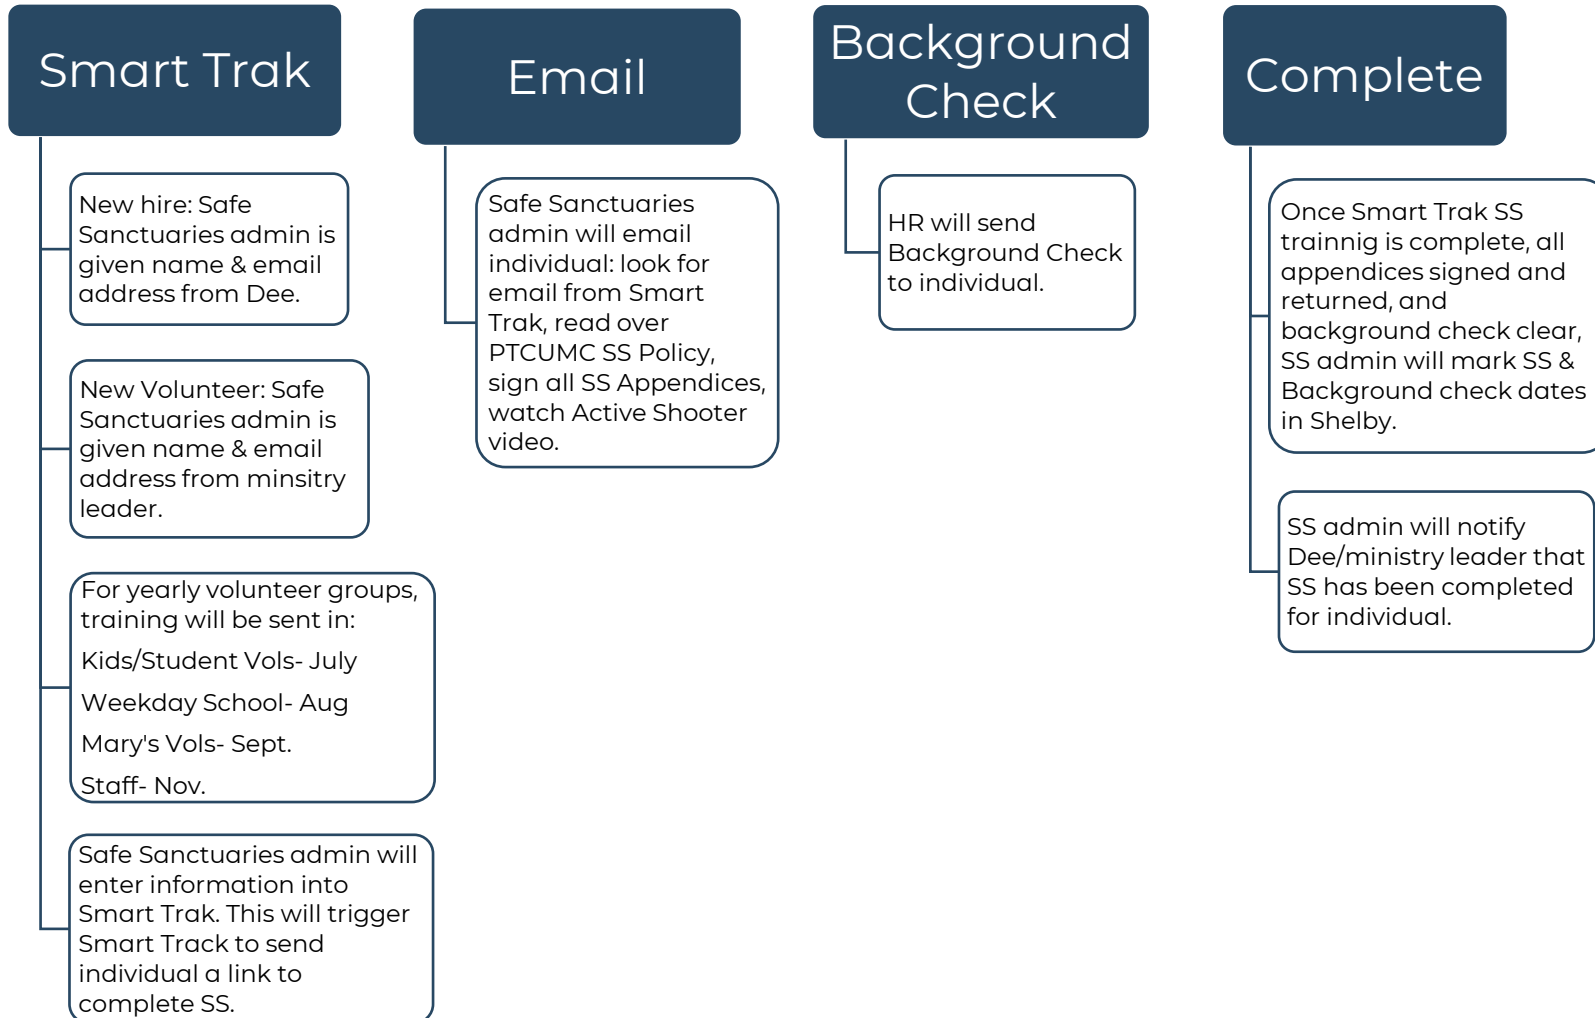 Smart Trak
New hire: Safe
Sanctuaries admin is
given name & email
address from Dee.
New Volunteer: Safe
Sanctuaries admin is
given name & email
address from minsitry
leader.
For yearly volunteer groups,
training will be sent in:
Kids/Student Vols- July
Weekday School- Aug
Mary's Vols- Sept.
Staff- Nov.
Safe Sanctuaries admin will
enter information into
Smart Trak. This will trigger
Smart Track to send
individual a link to
complete SS.
Email
Safe Sanctuaries
admin will email
individual: look for
email from Smart
Trak, read over
PTCUMC SS Policy,
sign all SS Appendices,
watch Active Shooter
video.
Background
Check
HR will send
Background Check
to individual.
Complete
Once Smart Trak SS
trainnig is complete, all
appendices signed and
returned, and
background check clear,
SS admin will mark SS &
Background check dates
in Shelby.
SS admin will notify
Dee/ministry leader that
SS has been completed
for individual.